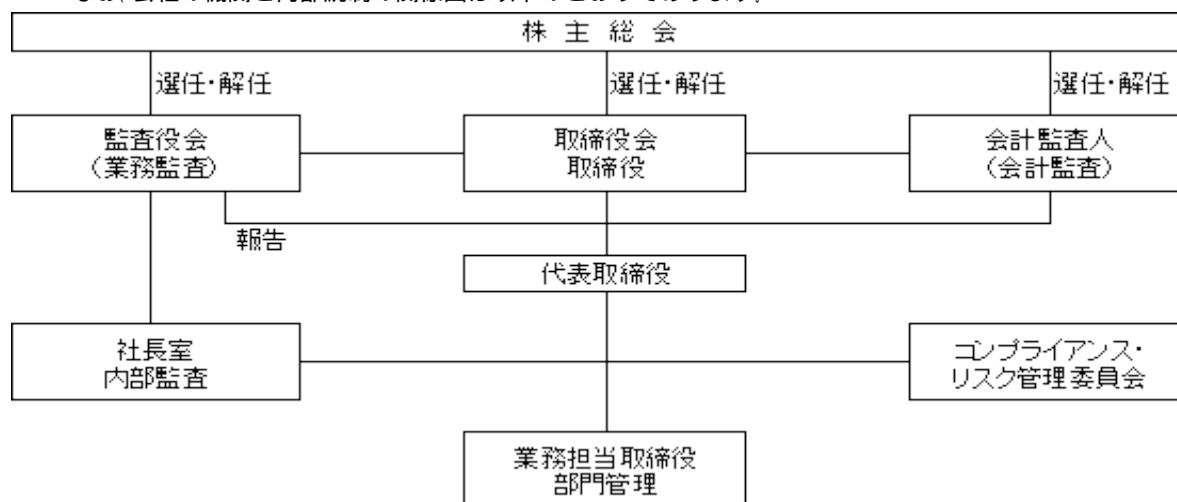 株主総会
選任・解任
選任・解任
選任・解任
監査役会
(業務監査)
取締役会
取締役
会計監査人
(会計監査)
報告
代表取締役
社長室
内部監査
コンプライアンス・
リスク管理委員会
業務担当取締役
部門管理